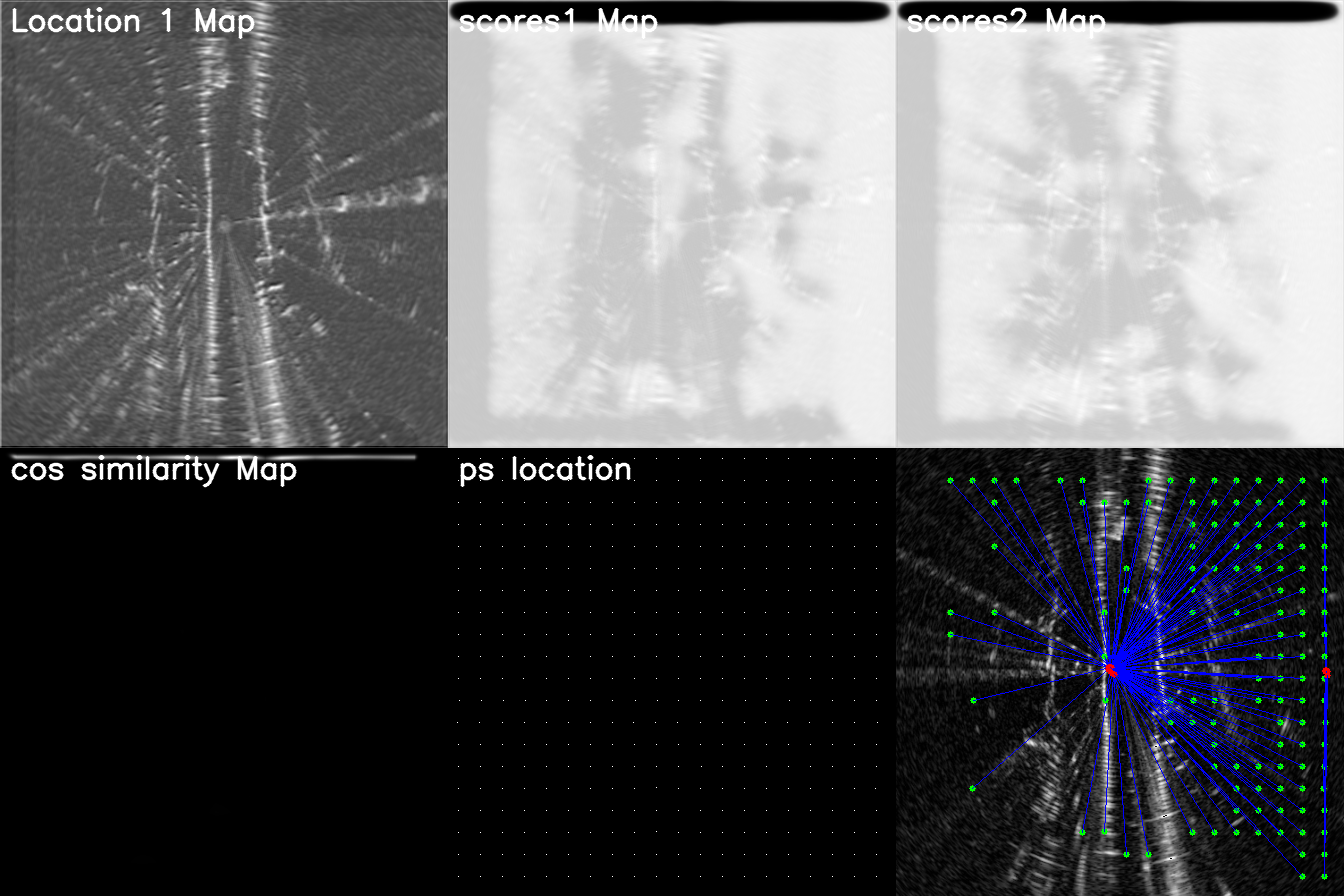 Location 1 Map
scores1 Map
scores2 Map
cos similarity Map
ps location